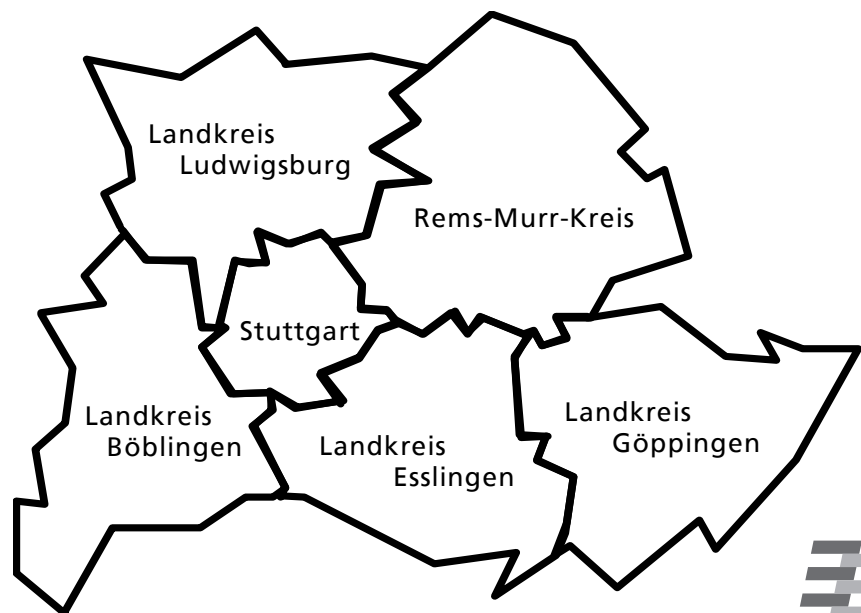 Landkreis
Ludwigsburg
Rems-Murr-Kreis
Stuttgart
Landkreis
Böblingen
Landkreis
Esslingen
Landkreis
Göppingen